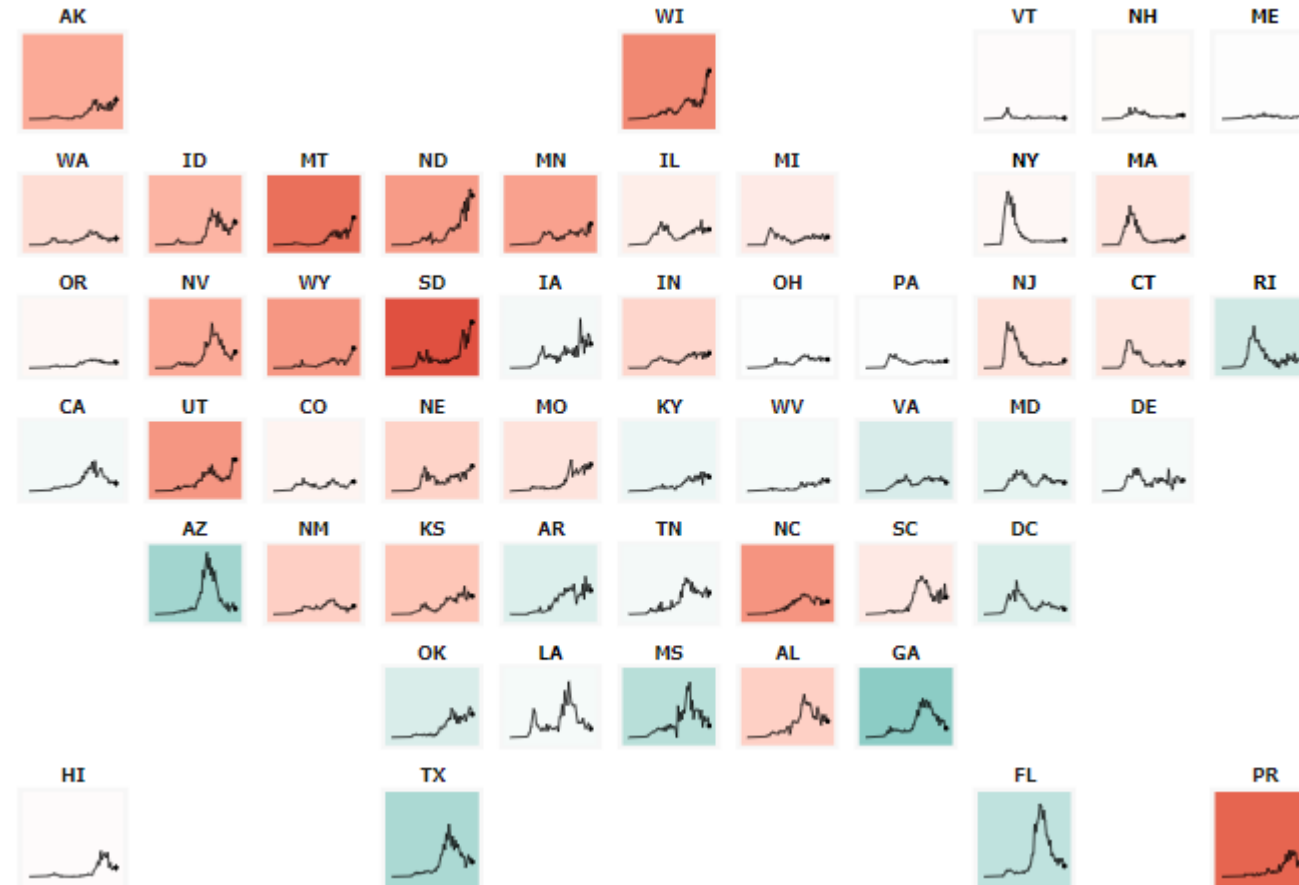 AK WI VT NH ME
WA ID MT ND MN IL MI NY MA
OR NV WY SD IA IN OH PA NJ CT RI
CA UT CO NE MO KY WV VA MD DE
AZ NM KS AR TN NC SC DC
OK LA MS AL GA
HI TX FL PR